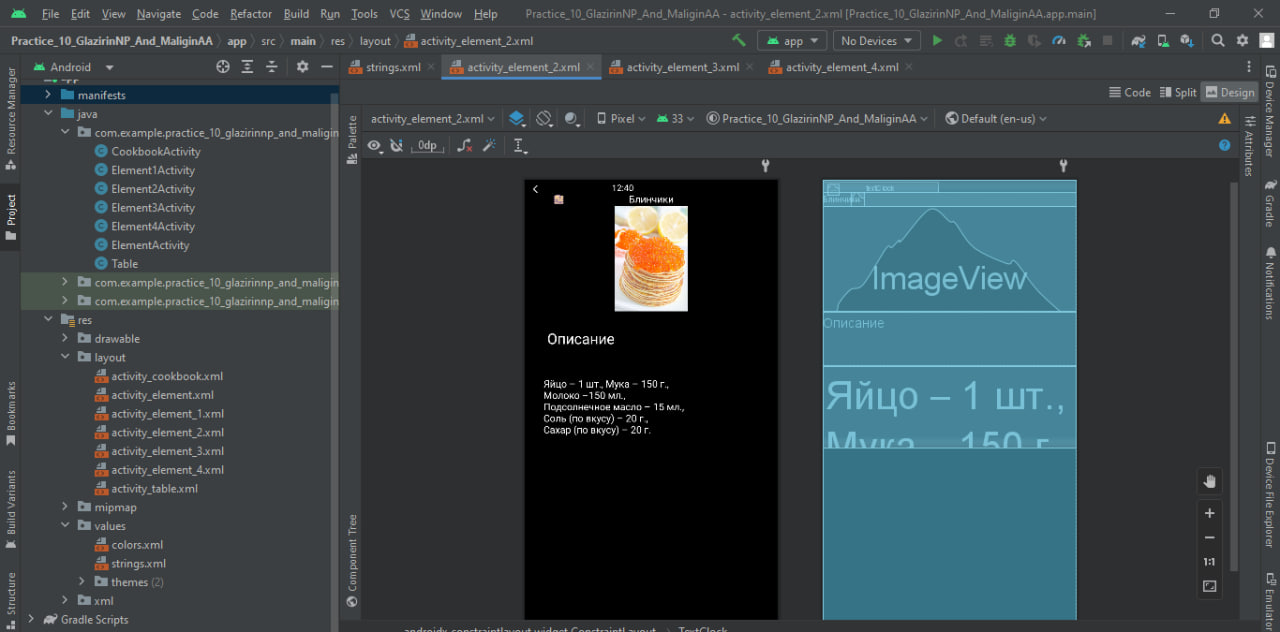 File Edit View Navigate Code Refactor Build Run Tools VCS Window Help Practice_10_GlazirinNP_And_MaliginAA - activity_element_2.xml [Practice_10_GlazirinNP_And_MaliginAA.app.main]
Practice_10_GlazirinNP_And_MaliginAA app src main res layout activity_element_2.xml app No Devices
Android strings.xml activity_element_2.xml activity_element_3.xml activity_element_4.xml
Code Split Design
activity_element_2.xml Pixel 33 Practice_10_GlazirinNP_And_MaliginAA Default (en-us)
0dp
Resource Manager
Project
Bookmarks
Build Variants
Structure
app
manifests
java
com.example.practice_10_glazirinnp_and_maligin
CookbookActivity
Element1Activity
Element2Activity
Element3Activity
Element4Activity
ElementActivity
Table
com.example.practice_10_glazirinnp_and_maligin
com.example.practice_10_glazirinnp_and_maligin
res
drawable
layout
activity_cookbook.xml
activity_element.xml
activity_element_1.xml
activity_element_2.xml
activity_element_3.xml
activity_element_4.xml
activity_table.xml
mipmap
values
colors.xml
strings.xml
themes (2)
xml
Gradle Scripts
Palette
Component Tree
12:40
Блинчики
Описание
Яйцо – 1 шт., Мука – 150 г.,
Молоко –150 мл.,
Подсолнечное масло – 15 мл.,
Соль (по вкусу) – 20 г.,
Сахар (по вкусу) – 20 г.
TextClock
Блинчики
ImageView
Описание
Яйцо – 1 шт.,
Мука – 150 г
1:1
androidx.constraintlayout.widget.ConstraintLayout TextClock
Attributes
Device Manager
Gradle
Notifications
Device File Explorer
Emulator